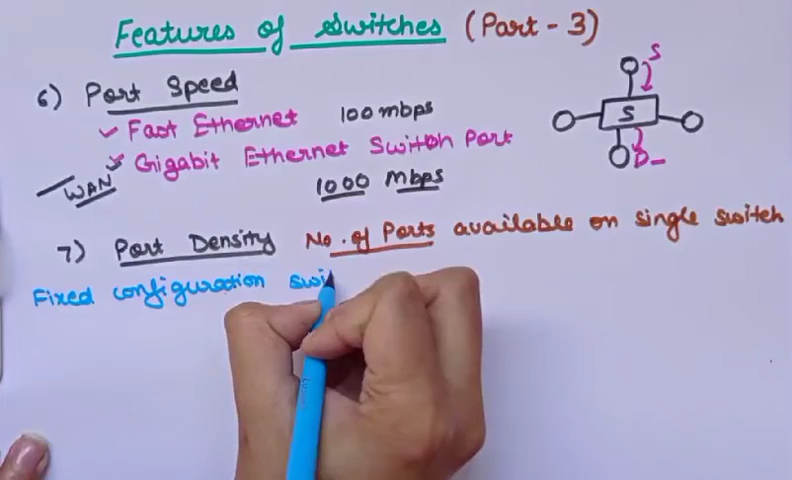 Features of Switches (Part - 3)
6) Port Speed
✓ Fast Ethernet 100 mbps
✓ Gigabit Ethernet Switch Port
WAN'S
1000 Mbps
S
S
D
7) Port Density No. of Ports available on single switch
Fixed configuration swi